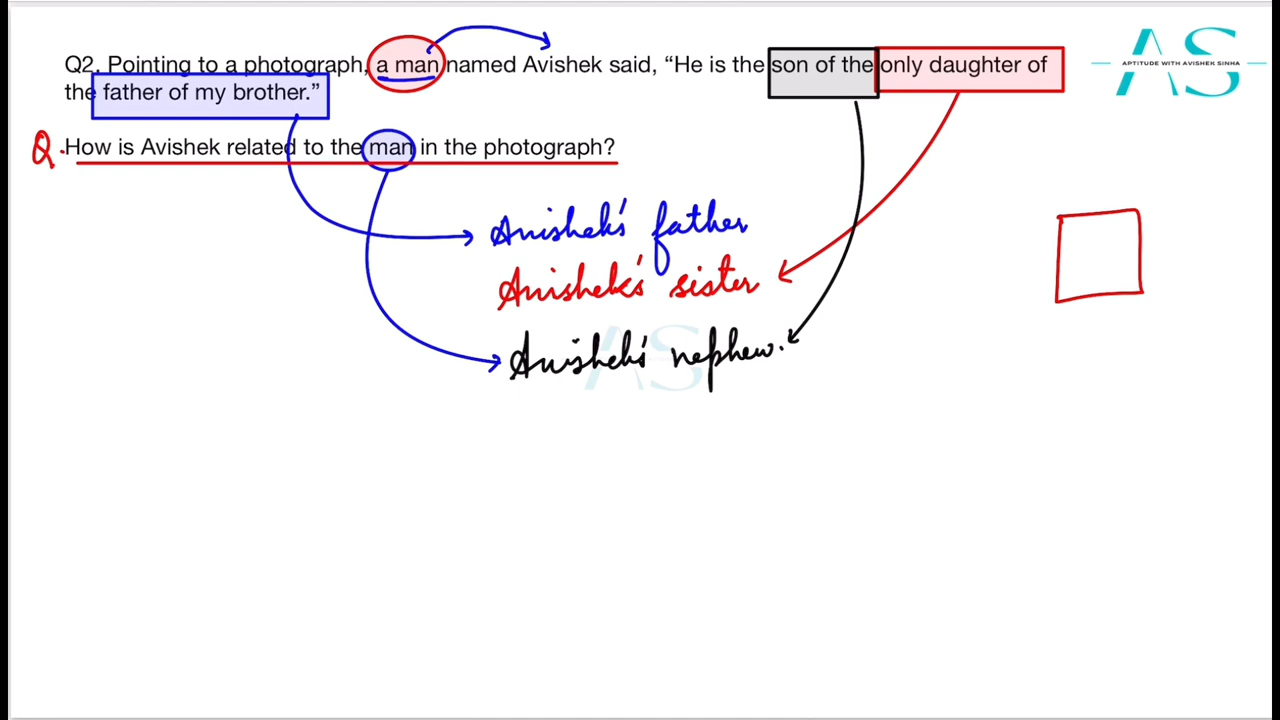 Q2. Pointing to a photograph, a man named Avishek said, “He is the son of the only daughter of
the father of my brother.”
Q. How is Avishek related to the man in the photograph?
AS
APTITUDE WITH AVISHEK SINHA
Avishek's father
Avishek's sister
Avishek's nephew.
AS